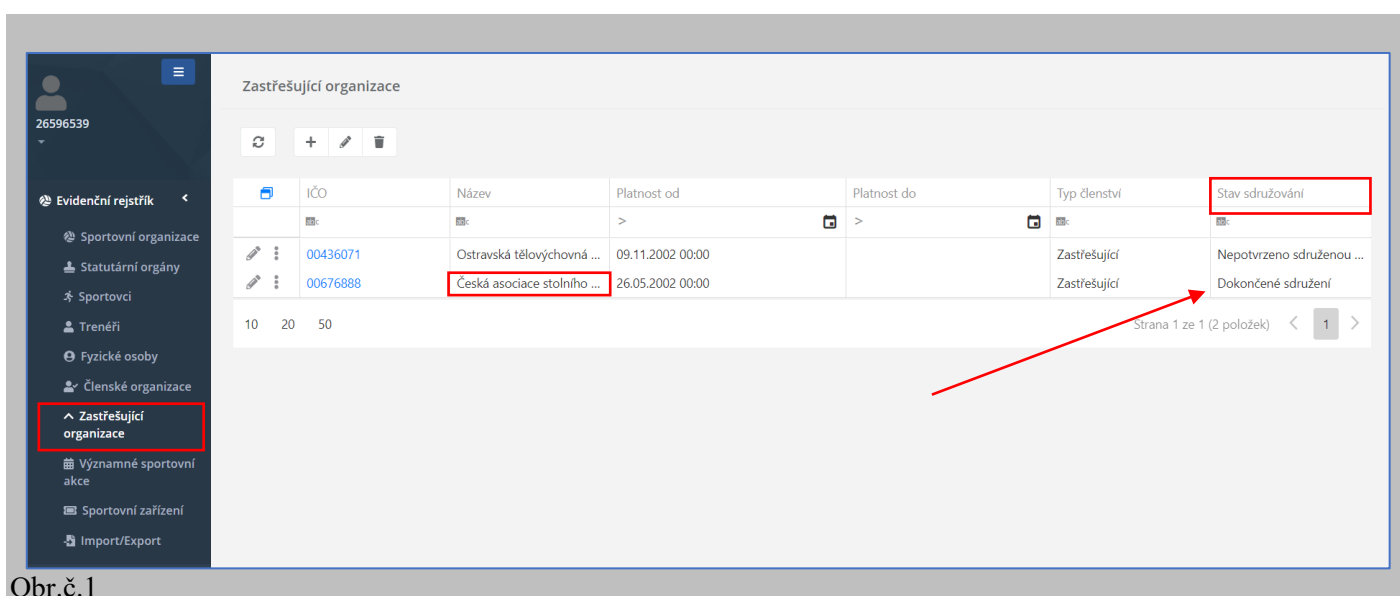 26596539
Evidenční rejstřík
Sportovní organizace
Statutární orgány
Sportovci
Trenéři
Fyzické osoby
Členské organizace
Zastřešující
organizace
Významné sportovní
akce
Sportovní zařízení
Import/Export
Zastřešující organizace
IČO Název Platnost od Platnost do Typ členství Stav sdružování
> >
00436071 Ostravská tělovýchovná ... 09.11.2002 00:00 Zastřešující Nepotvrzeno sdruženou ...
00676888 Česká asociace stolního ... 26.05.2002 00:00 Zastřešující Dokončené sdružení
10 20 50 Strana 1 ze 1 (2 položek) < 1 >
Obr.č.1